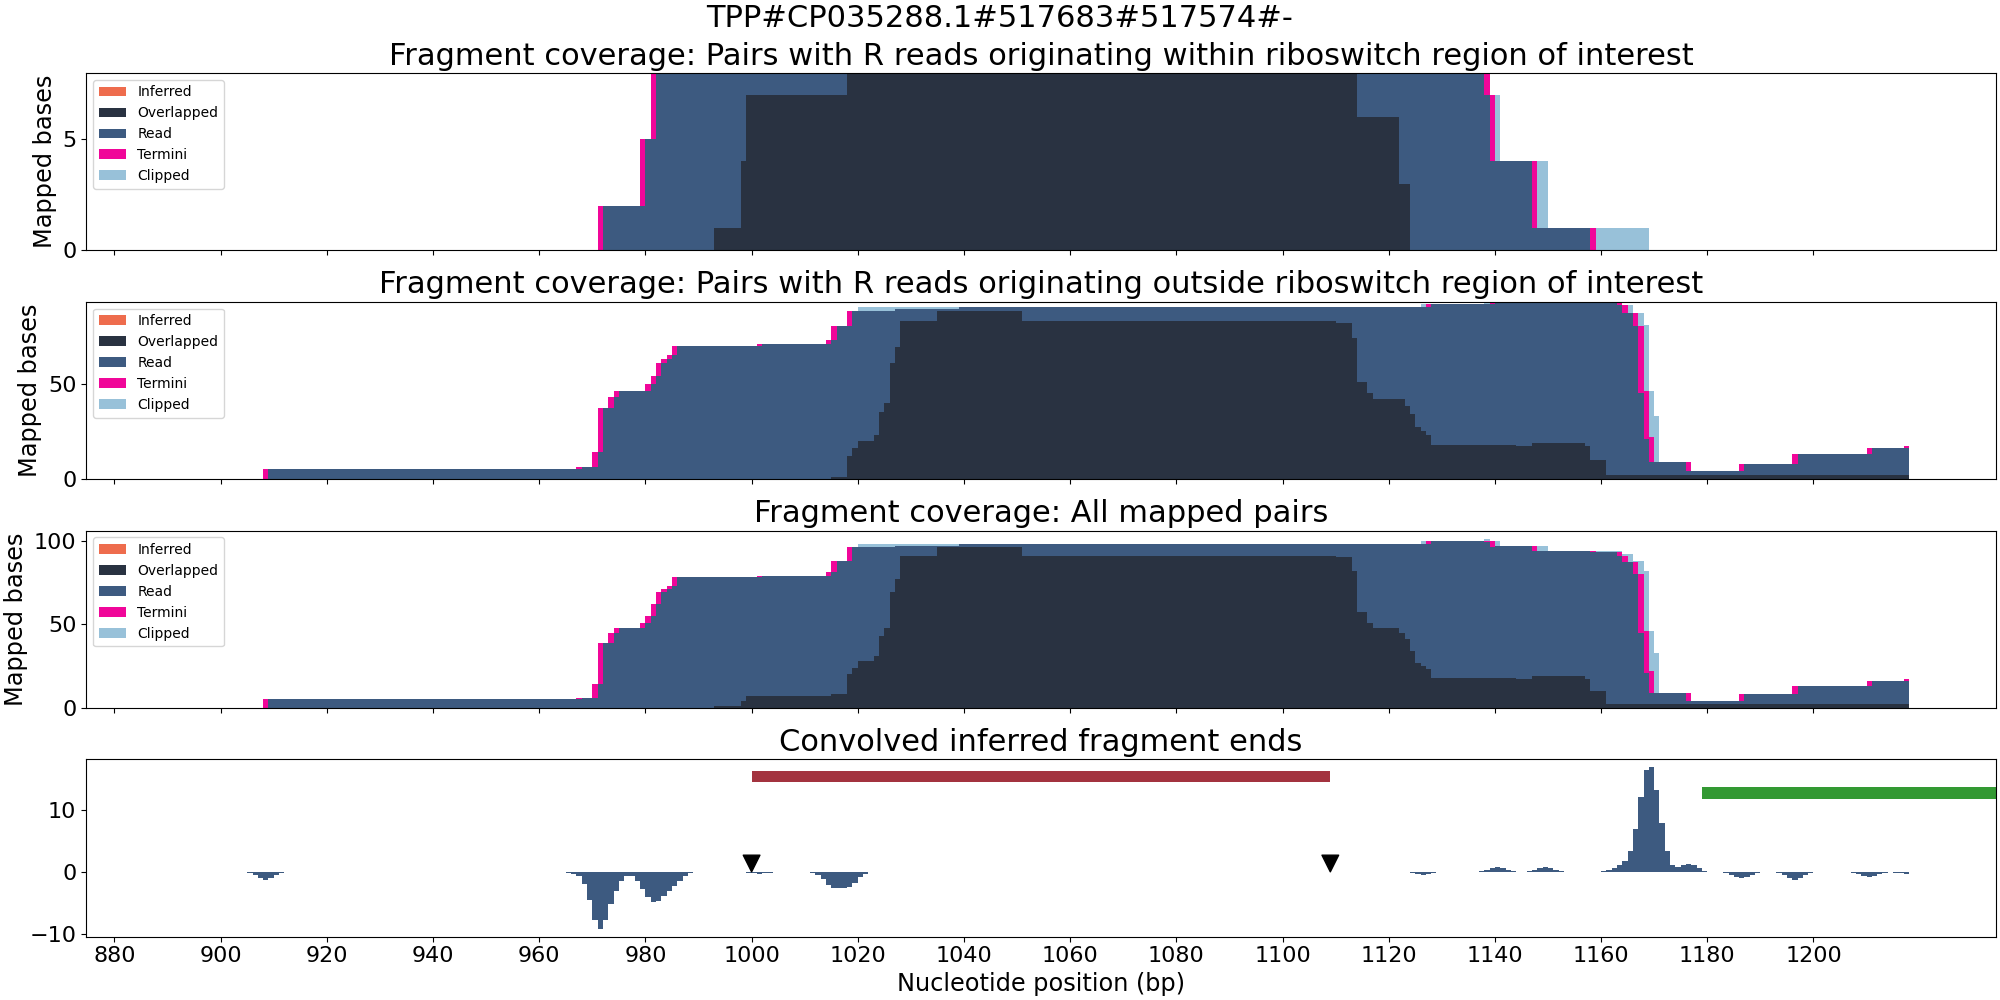 TPP#CP035288.1#517683#517574#-
Fragment coverage: Pairs with R reads originating within riboswitch region of interest
Mapped bases
5
0
Inferred
Overlapped
Read
Termini
Clipped
Fragment coverage: Pairs with R reads originating outside riboswitch region of interest
Mapped bases
50
0
Inferred
Overlapped
Read
Termini
Clipped
Fragment coverage: All mapped pairs
Mapped bases
100
50
0
Inferred
Overlapped
Read
Termini
Clipped
Convolved inferred fragment ends
10
0
−10
880 900 920 940 960 980 1000 1020 1040 1060 1080 1100 1120 1140 1160 1180 1200
Nucleotide position (bp)